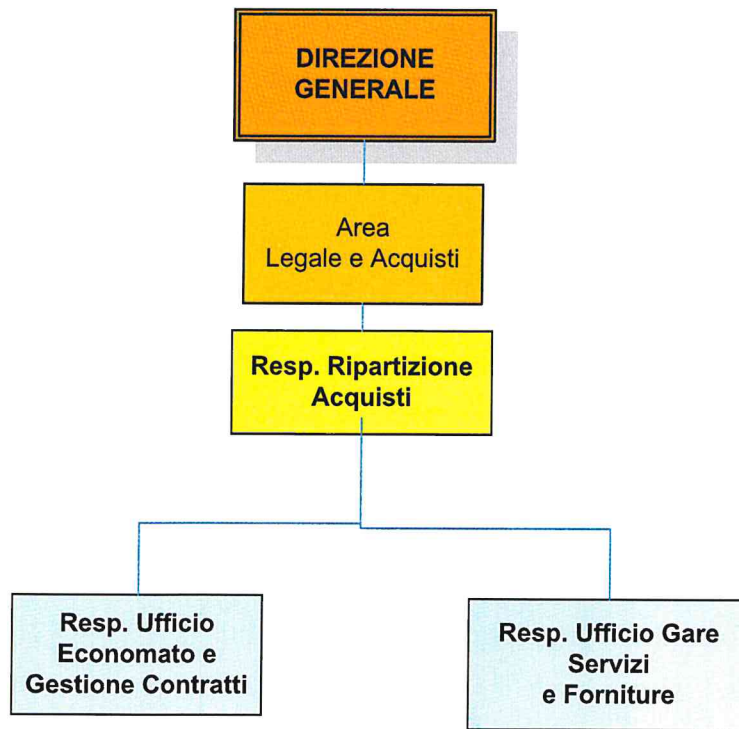 DIREZIONE
GENERALE
Area
Legale e Acquisti
Resp. Ripartizione
Acquisti
Resp. Ufficio
Economato e
Gestione Contratti
Resp. Ufficio Gare
Servizi
e Forniture